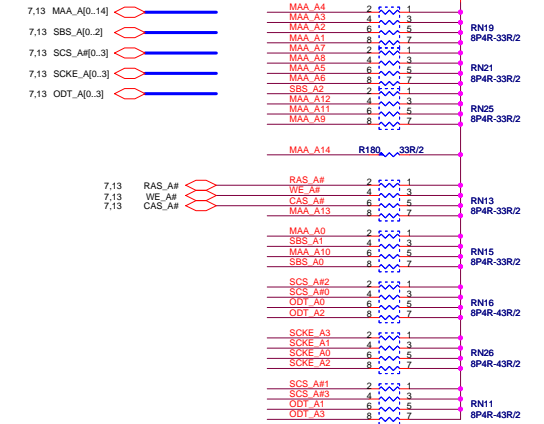 7,13 MAA_A[0..14]
7,13 SBS_A[0..2]
7,13 SCS_A#[0..3]
7,13 SCKE_A[0..3]
7,13 ODT_A[0..3]
MAA_A4 2 1
MAA_A3 4 3
MAA_A2 6 5 RN19
MAA_A1 8 7 8P4R-33R/2
MAA_A7 2 1
MAA_A8 4 3
MAA_A5 6 5 RN21
MAA_A6 8 7 8P4R-33R/2
SBS_A2 2 1
MAA_A12 4 3
MAA_A11 6 5 RN25
MAA_A9 8 7 8P4R-33R/2
MAA_A14 R180 33R/2
7,13 RAS_A# RAS_A# 2 1
7,13 WE_A# WE_A# 4 3
7,13 CAS_A# CAS_A# 6 5 RN13
MAA_A13 8 7 8P4R-33R/2
MAA_A0 2 1
SBS_A1 4 3
MAA_A10 6 5 RN15
SBS_A0 8 7 8P4R-33R/2
SCS_A#2 2 1
SCS_A#0 4 3
ODT_A0 6 5 RN16
ODT_A2 8 7 8P4R-43R/2
SCKE_A3 2 1
SCKE_A1 4 3
SCKE_A0 6 5 RN26
SCKE_A2 8 7 8P4R-43R/2
SCS_A#1 2 1
SCS_A#3 4 3
ODT_A1 6 5 RN11
ODT_A3 8 7 8P4R-43R/2